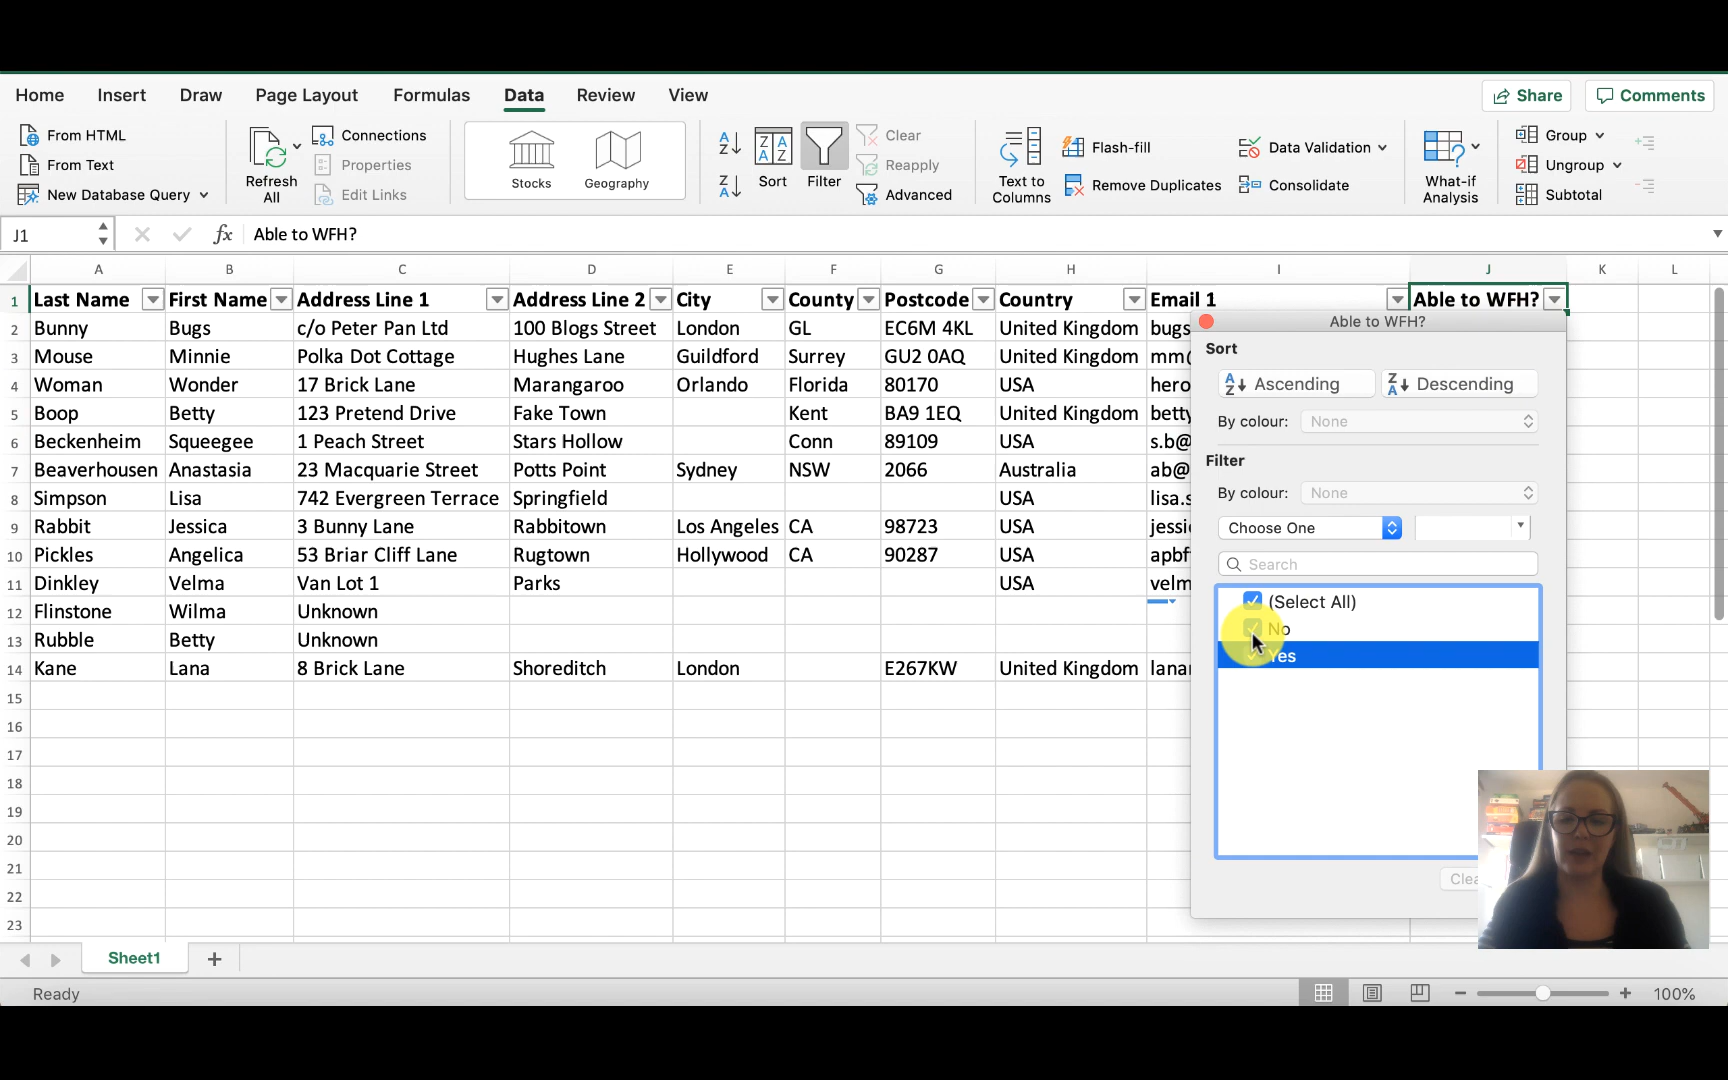 Home Insert Draw Page Layout Formulas Data Review View Share Comments
From HTML
From Text
New Database Query
Refresh All
Connections
Properties
Edit Links
Stocks
Geography
Sort
Filter
Clear
Reapply
Advanced
Text to Columns
Flash-fill
Remove Duplicates
Data Validation
Consolidate
What-if Analysis
Group
Ungroup
Subtotal
J1 fx Able to WFH?
A B C D E F G H I J K L
1 Last Name First Name Address Line 1 Address Line 2 City County Postcode Country Email 1 Able to WFH?
2 Bunny Bugs c/o Peter Pan Ltd 100 Blogs Street London GL EC6M 4KL United Kingdom bugs
3 Mouse Minnie Polka Dot Cottage Hughes Lane Guildford Surrey GU2 0AQ United Kingdom mm
4 Woman Wonder 17 Brick Lane Marangaroo Orlando Florida 80170 USA hero
5 Boop Betty 123 Pretend Drive Fake Town Kent BA9 1EQ United Kingdom betty
6 Beckenheim Squeegee 1 Peach Street Stars Hollow Conn 89109 USA s.b@
7 Beaverhousen Anastasia 23 Macquarie Street Potts Point Sydney NSW 2066 Australia ab@
8 Simpson Lisa 742 Evergreen Terrace Springfield USA lisa.s
9 Rabbit Jessica 3 Bunny Lane Rabbitown Los Angeles CA 98723 USA jessi
10 Pickles Angelica 53 Briar Cliff Lane Rugtown Hollywood CA 90287 USA apbf
11 Dinkley Velma Van Lot 1 Parks USA velm
12 Flinstone Wilma Unknown
13 Rubble Betty Unknown
14 Kane Lana 8 Brick Lane Shoreditch London E267KW United Kingdom lana
15
16
17
18
19
20
21
22
23
Able to WFH?
Sort
Ascending Descending
By colour: None
Filter
By colour: None
Choose One
Search
(Select All)
No
Yes
Clea
Sheet1
Ready 100%